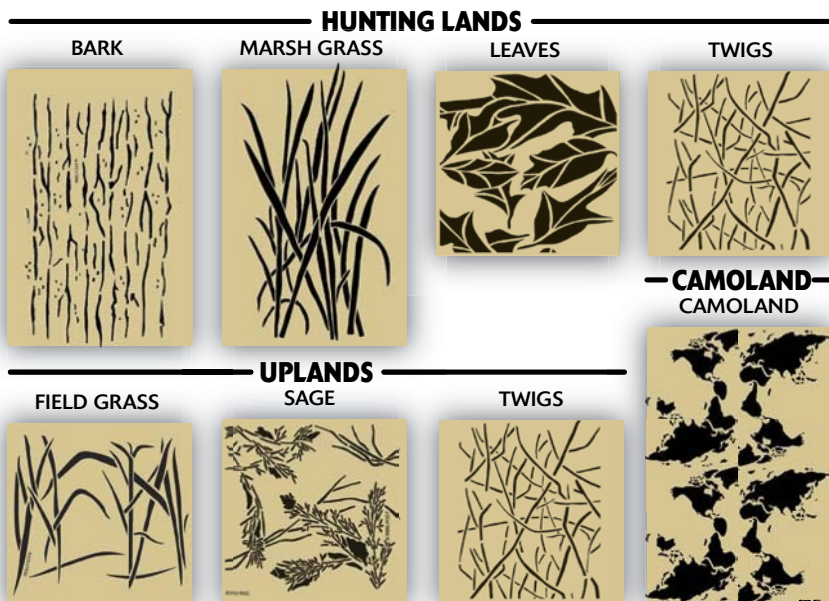 HUNTING LANDS
BARK
MARSH GRASS
LEAVES
TWIGS
CAMOLAND
CAMOLAND
UPLANDS
FIELD GRASS
SAGE
TWIGS